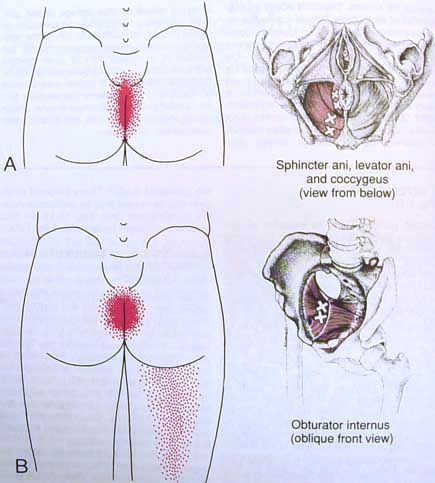 A
Sphincter ani, levator ani,
and coccygeus
(view from below)
B
Obturator internus
(oblique front view)